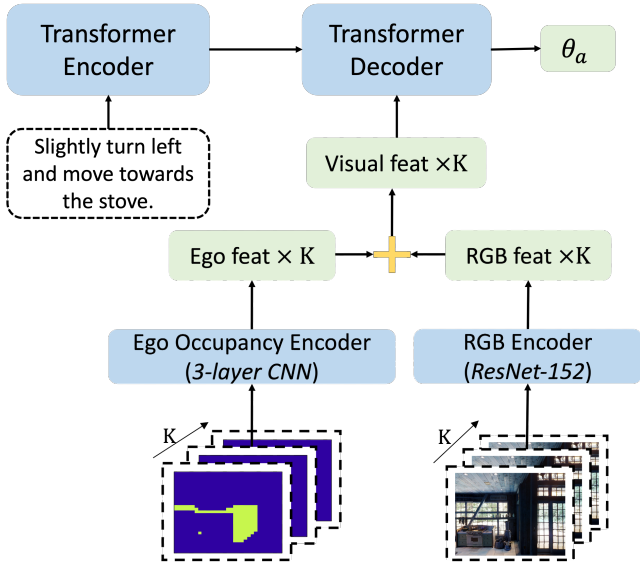 Transformer
Encoder
Transformer
Decoder
θₐ
Slightly turn left
and move towards
the stove.
Visual feat ×K
Ego feat × K
RGB feat ×K
Ego Occupancy Encoder
(3-layer CNN)
RGB Encoder
(ResNet-152)
K
K